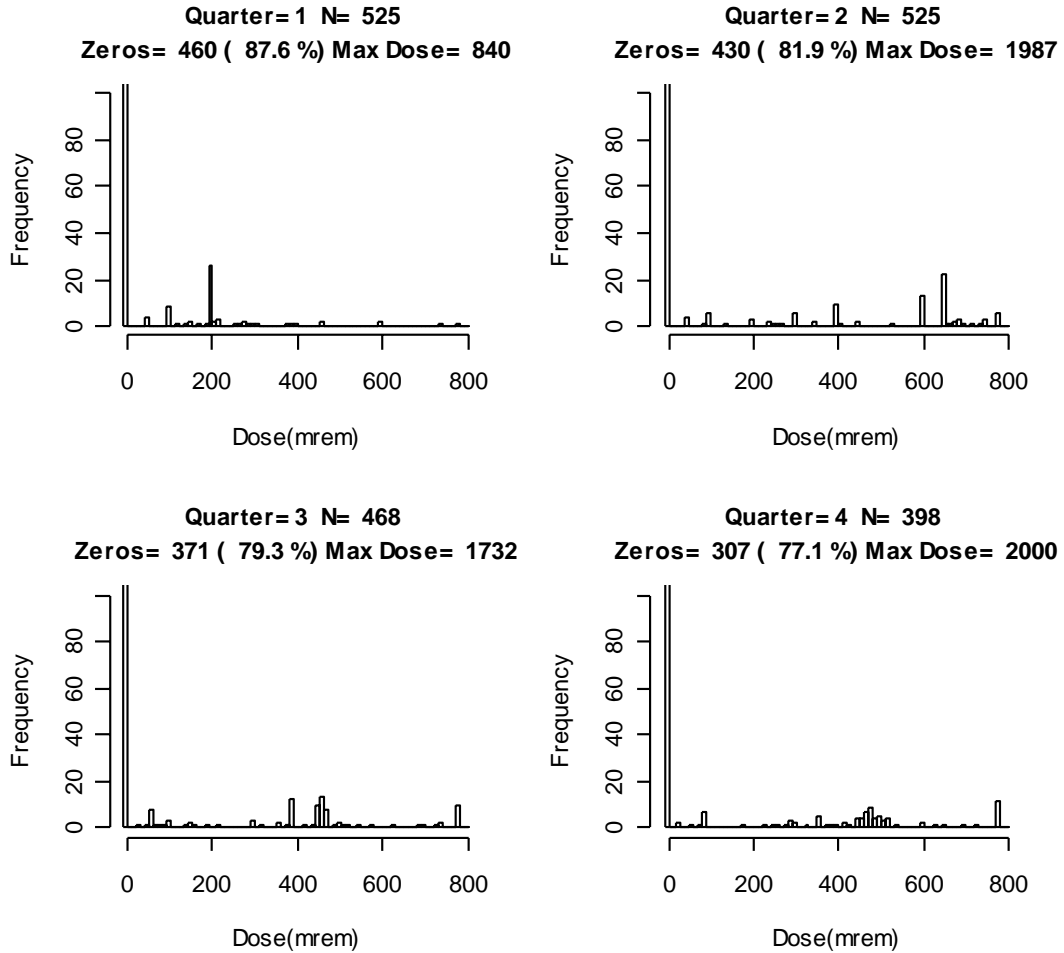 Quarter= 1 N= 525
Zeros= 460 ( 87.6 %) Max Dose= 840
Frequency
0 20 40 60 80
0 200 400 600 800
Dose(mrem)
Quarter= 2 N= 525
Zeros= 430 ( 81.9 %) Max Dose= 1987
Frequency
0 20 40 60 80
0 200 400 600 800
Dose(mrem)
Quarter= 3 N= 468
Zeros= 371 ( 79.3 %) Max Dose= 1732
Frequency
0 20 40 60 80
0 200 400 600 800
Dose(mrem)
Quarter= 4 N= 398
Zeros= 307 ( 77.1 %) Max Dose= 2000
Frequency
0 20 40 60 80
0 200 400 600 800
Dose(mrem)